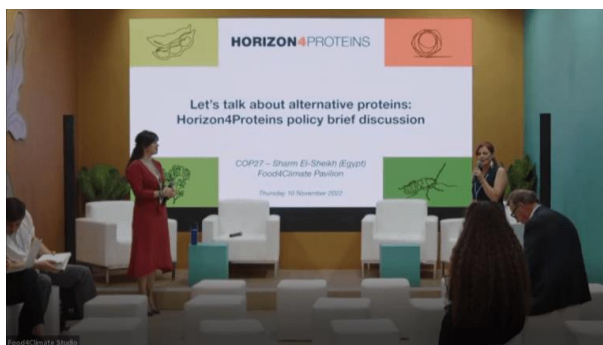 HORIZON4PROTEINS
Let's talk about alternative proteins:
Horizon4Proteins policy brief discussion
COP27 – Sharm El-Sheikh (Egypt)
Food4Climate Pavilion
Thursday 10 November 2022
Food4Climate Studio